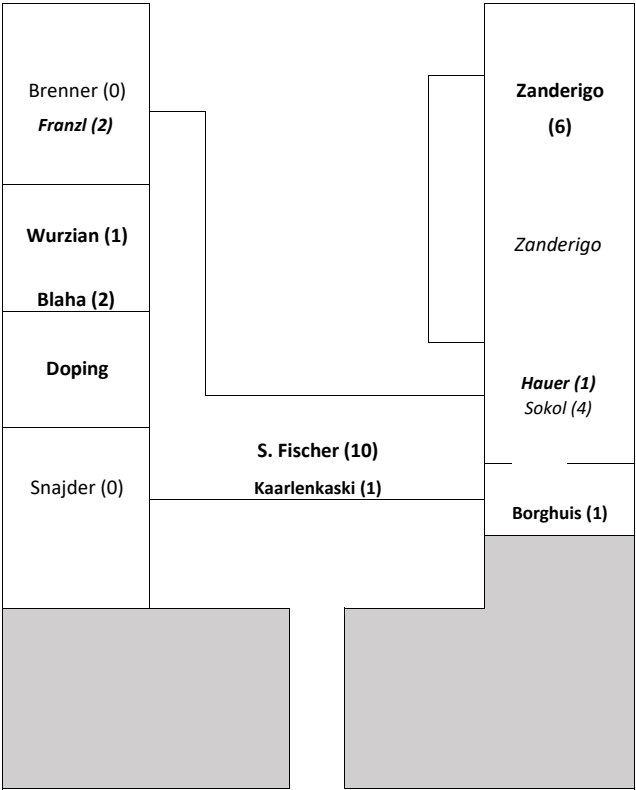 Brenner (0)
Franzl (2)
Wurzian (1)
Blaha (2)
Doping
Snajder (0)
S. Fischer (10)
Kaarlenkaski (1)
Zanderigo
(6)
Zanderigo
Hauer (1)
Sokol (4)
Borghuis (1)